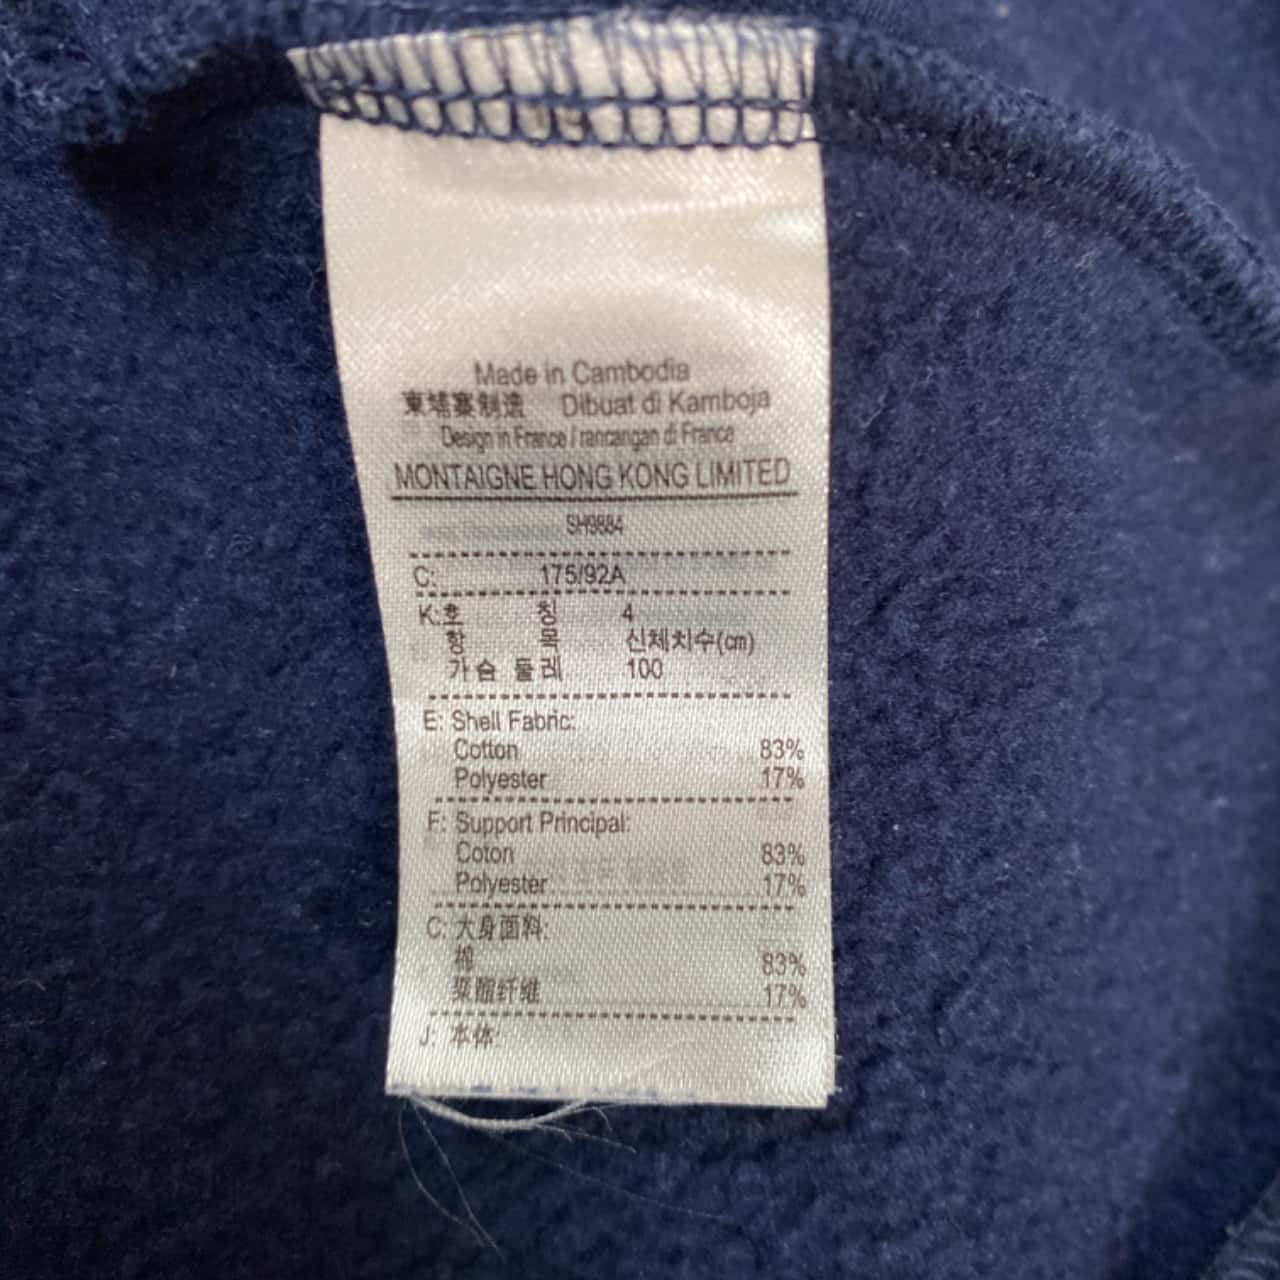 Made in Cambodia
柬埔寨制造 Dibuat di Kamboja
Design in France / rancangan di France
MONTAIGNE HONG KONG LIMITED
SH9884
C: 175/92A
K:호 칭 4
항 목 신체치수(㎝)
가슴 둘레 100
E: Shell Fabric:
Cotton 83%
Polyester 17%
F: Support Principal:
Coton 83%
Polyester 17%
C: 大身面料:
棉 83%
聚酯纤维 17%
J: 本体: